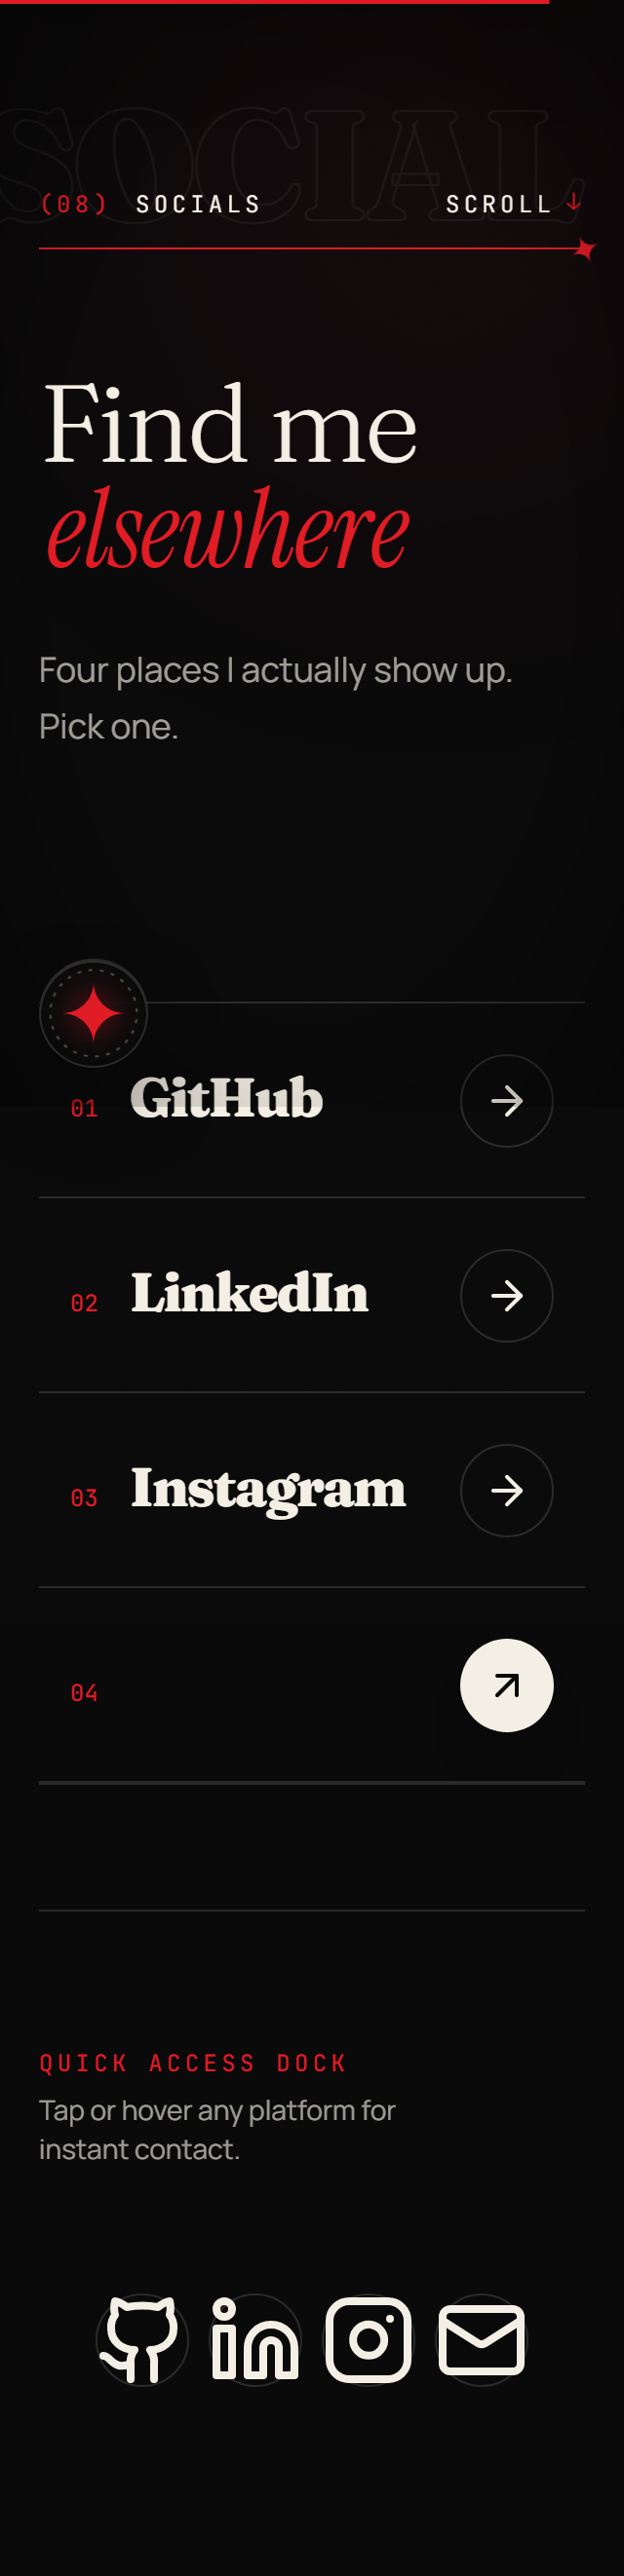 SOCIAL
(08) SOCIALS SCROLL ↓
Find me
elsewhere
Four places I actually show up.
Pick one.
01 GitHub →
02 LinkedIn →
03 Instagram →
04 ↗
QUICK ACCESS DOCK
Tap or hover any platform for
instant contact.
in